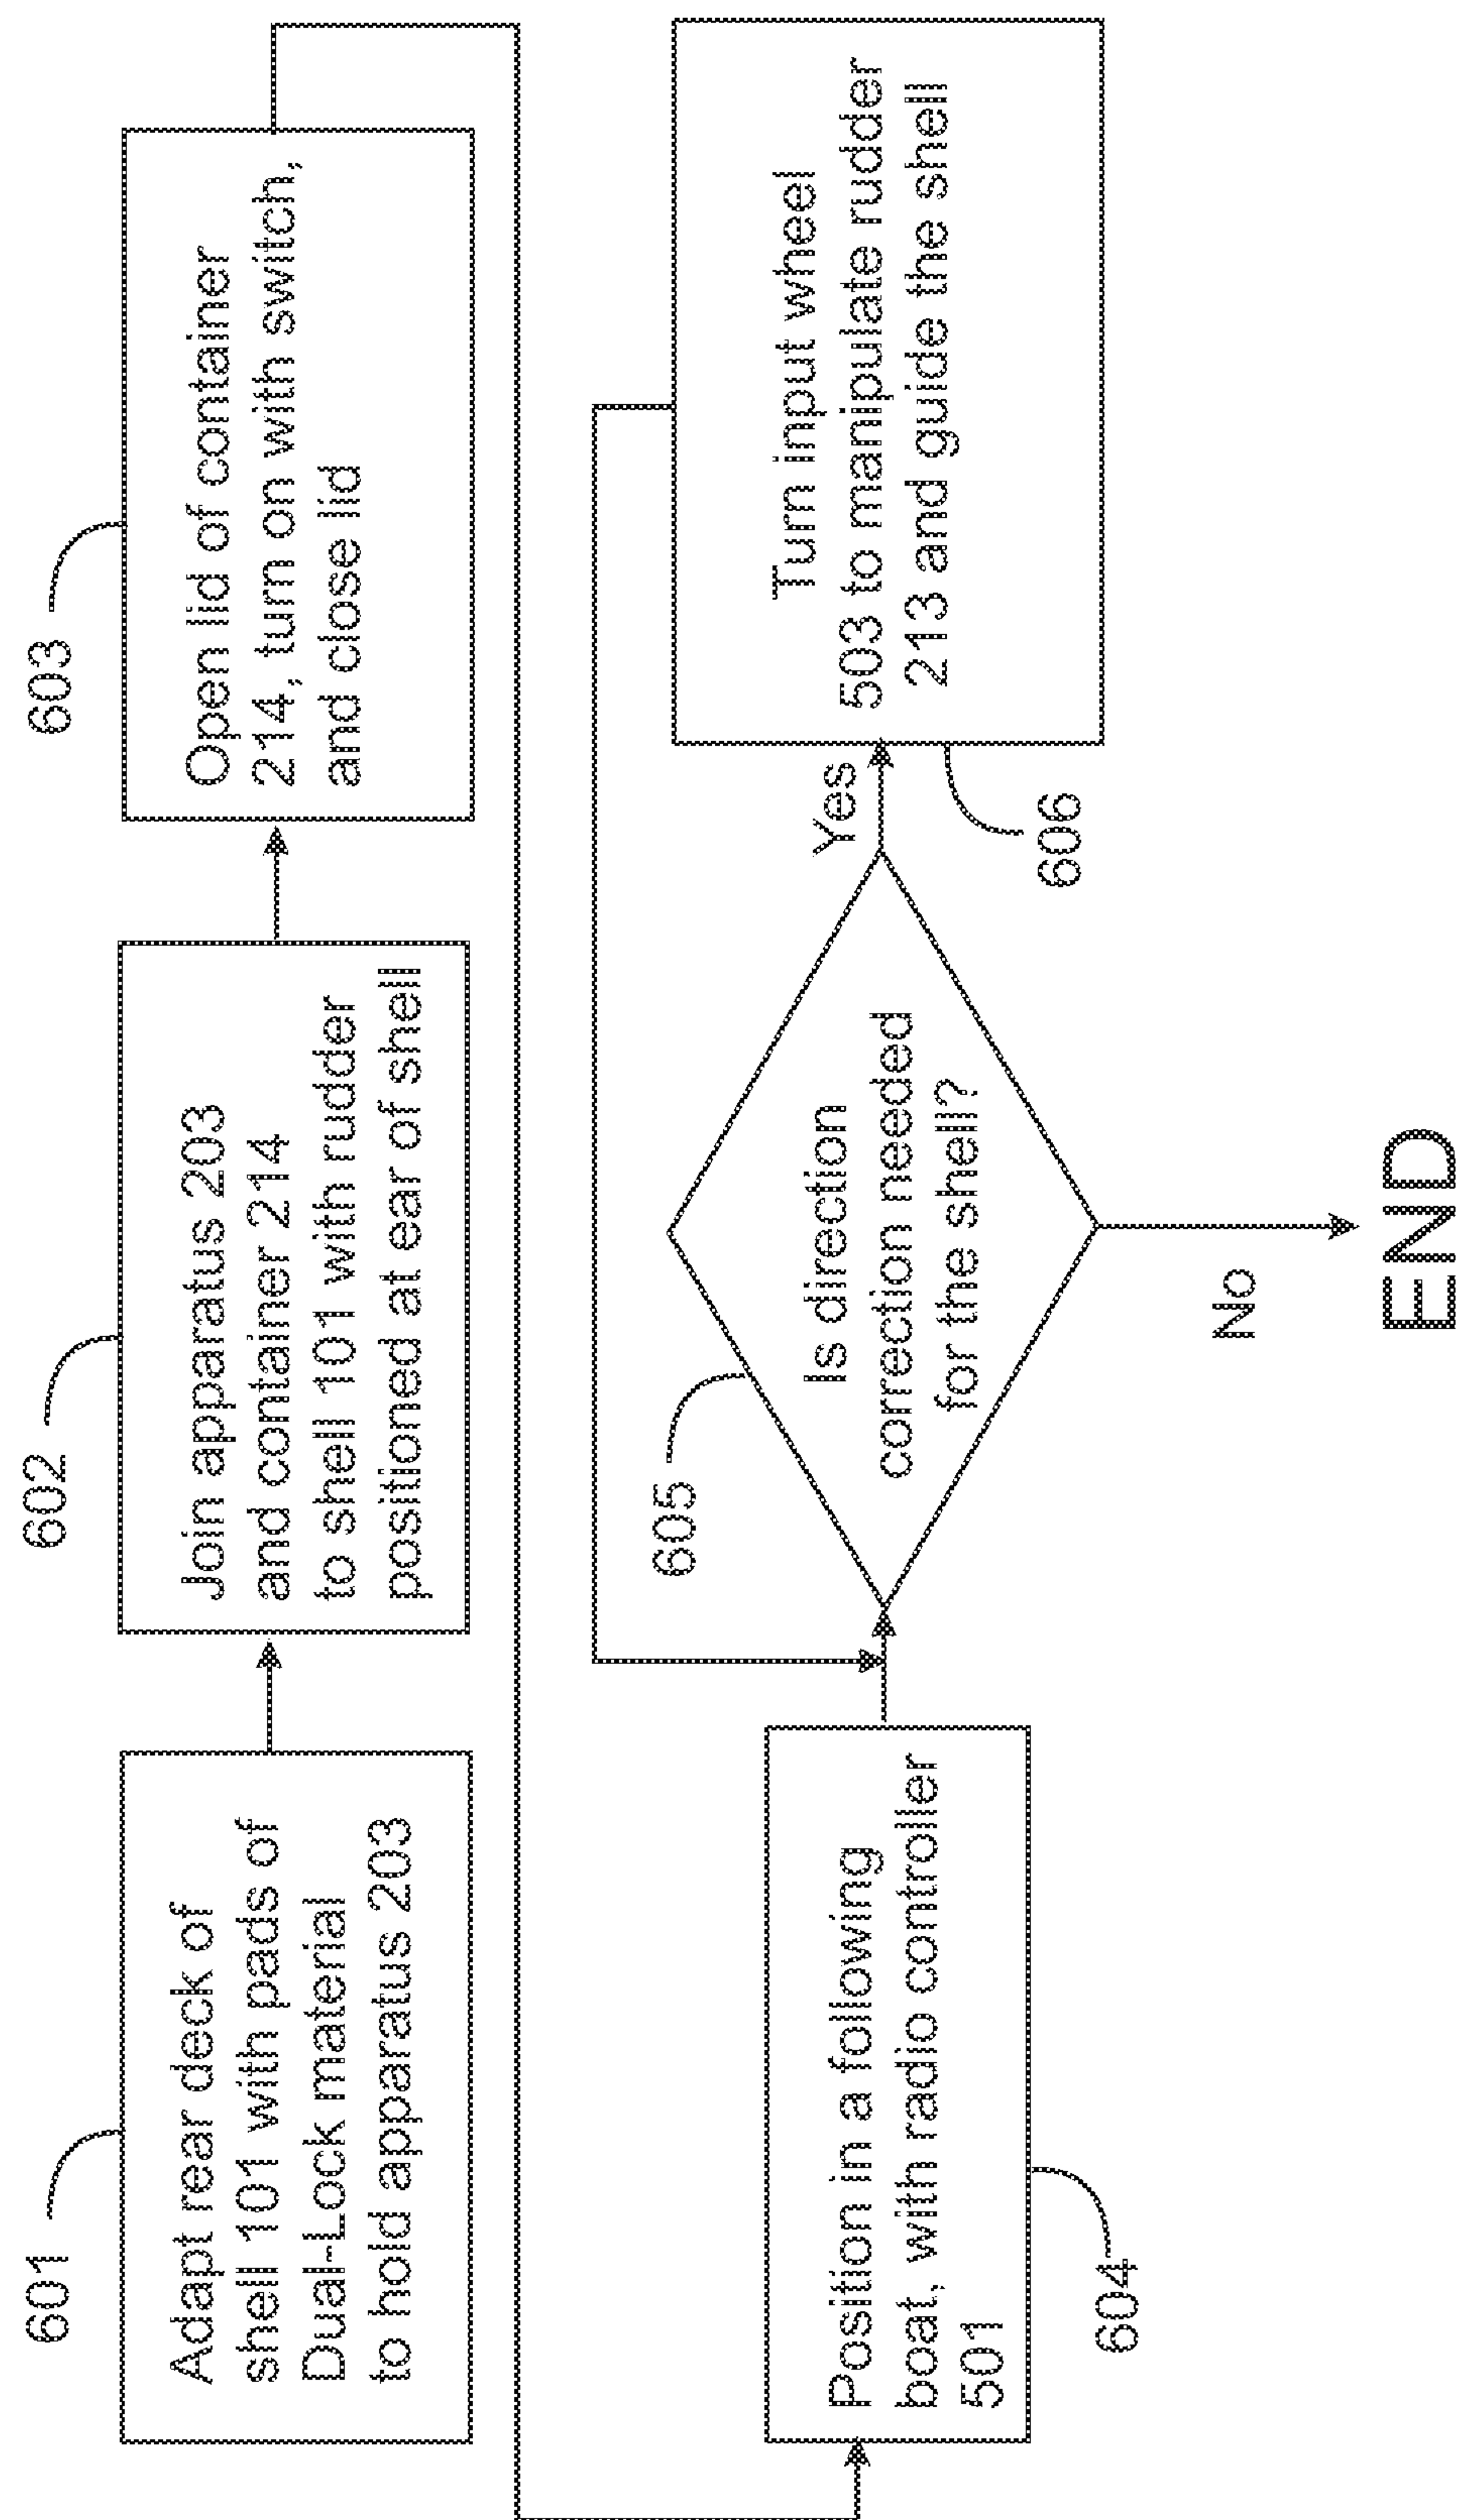 601
Adapt rear deck of
shell 101 with pads of
Dual-Lock material
to hold apparatus 203
602
Join apparatus 203
and container 214
to shell 101 with rudder
positioned at rear of shell
603
Open lid of container
214, turn on with switch,
and close lid
Position in a following
boat, with radio controller
501
604
605
Is direction
correction needed
for the shell?
Yes
No
END
Turn input wheel
503 to manipulate rudder
213 and guide the shell
606